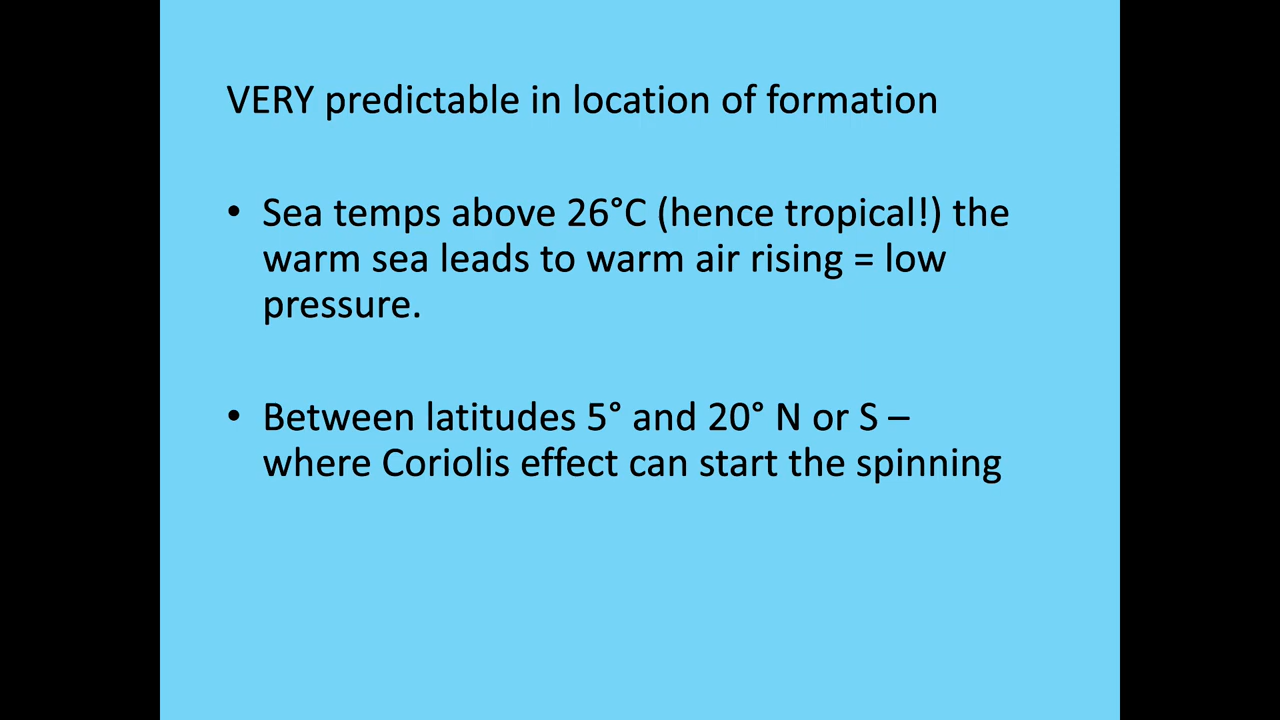 VERY predictable in location of formation
• Sea temps above 26°C (hence tropical!) the
warm sea leads to warm air rising = low
pressure.
• Between latitudes 5° and 20° N or S –
where Coriolis effect can start the spinning